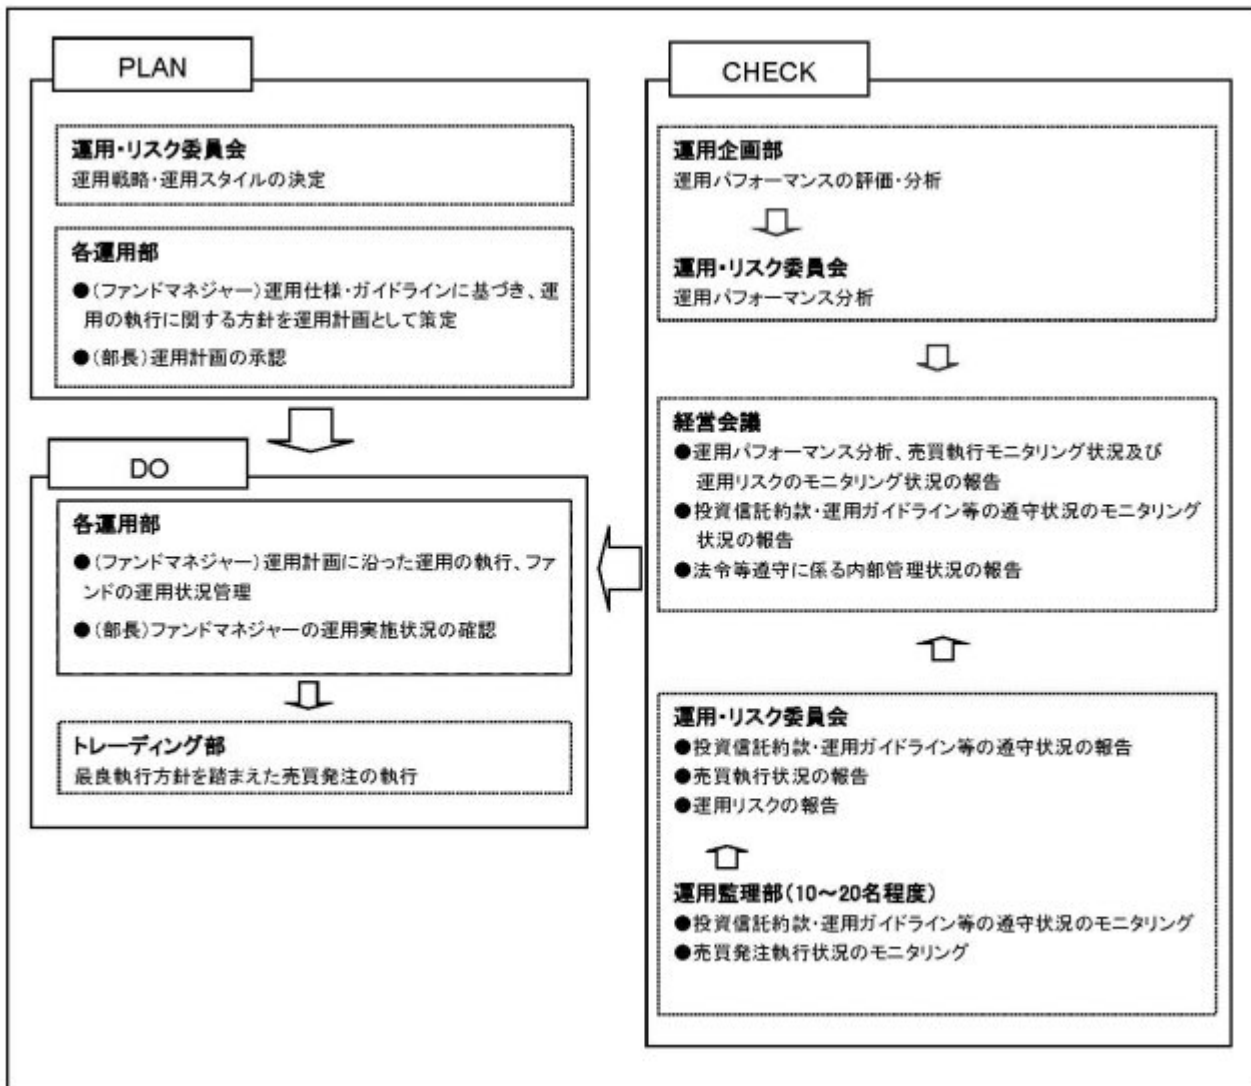 PLAN
運用・リスク委員会
運用戦略・運用スタイルの決定
各運用部
●(ファンドマネジャー)運用仕様・ガイドラインに基づき、運
用の執行に関する方針を運用計画として策定
●(部長)運用計画の承認
DO
各運用部
●(ファンドマネジャー)運用計画に沿った運用の執行、ファ
ンドの運用状況管理
●(部長)ファンドマネジャーの運用実施状況の確認
トレーディング部
最良執行方針を踏まえた売買発注の執行
CHECK
運用企画部
運用パフォーマンスの評価・分析
運用・リスク委員会
運用パフォーマンス分析
経営会議
●運用パフォーマンス分析、売買執行モニタリング状況及び
運用リスクのモニタリング状況の報告
●投資信託約款・運用ガイドライン等の遵守状況のモニタリング
状況の報告
●法令等遵守に係る内部管理状況の報告
運用・リスク委員会
●投資信託約款・運用ガイドライン等の遵守状況の報告
●売買執行状況の報告
●運用リスクの報告
運用監理部(10~20名程度)
●投資信託約款・運用ガイドライン等の遵守状況のモニタリング
●売買発注執行状況のモニタリング